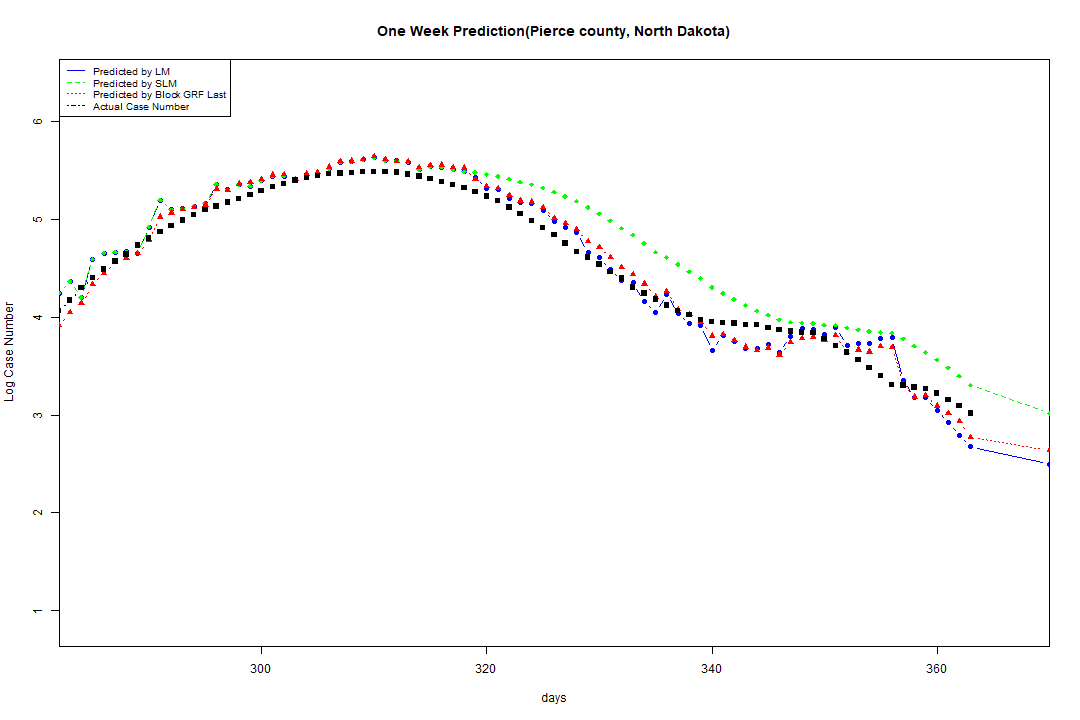 One Week Prediction(Pierce county, North Dakota)
Predicted by LM
Predicted by SLM
Predicted by Block GRF Last
Actual Case Number
6
5
4
3
2
1
Log Case Number
300 320 340 360
days